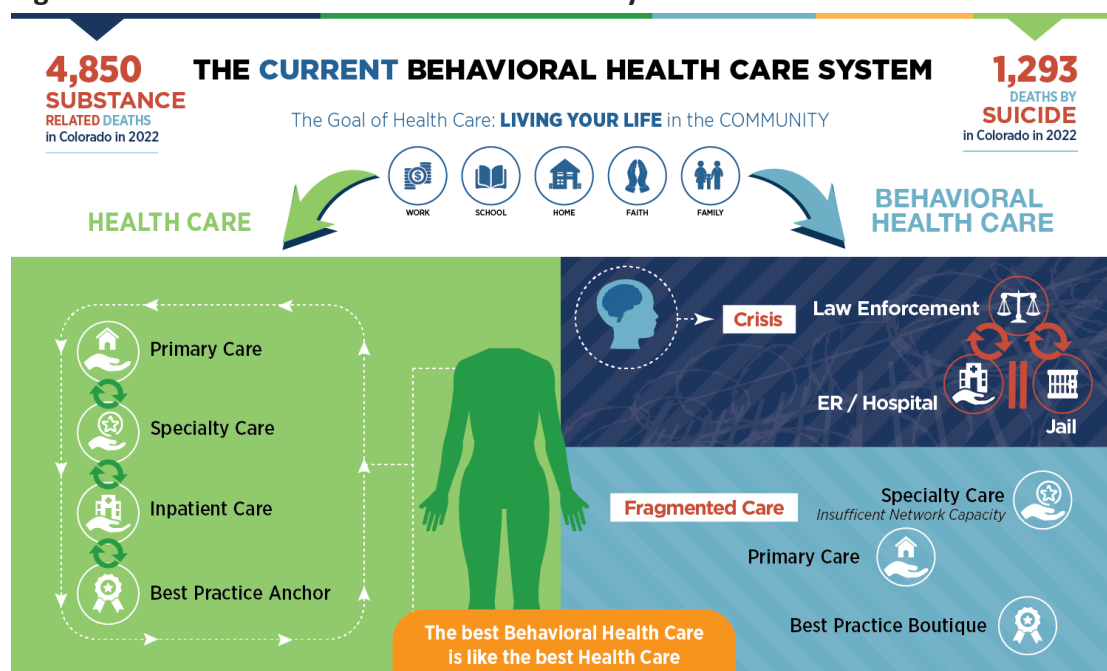 4,850
SUBSTANCE
RELATED DEATHS
in Colorado in 2022
THE CURRENT BEHAVIORAL HEALTH CARE SYSTEM
The Goal of Health Care: LIVING YOUR LIFE in the COMMUNITY
1,293
DEATHS BY
SUICIDE
in Colorado in 2022
WORK
SCHOOL
HOME
FAITH
FAMILY
HEALTH CARE
BEHAVIORAL
HEALTH CARE
Primary Care
Specialty Care
Inpatient Care
Best Practice Anchor
Crisis
Law Enforcement
ER / Hospital
Jail
Fragmented Care
Specialty Care
Insufficent Network Capacity
Primary Care
Best Practice Boutique
The best Behavioral Health Care
is like the best Health Care